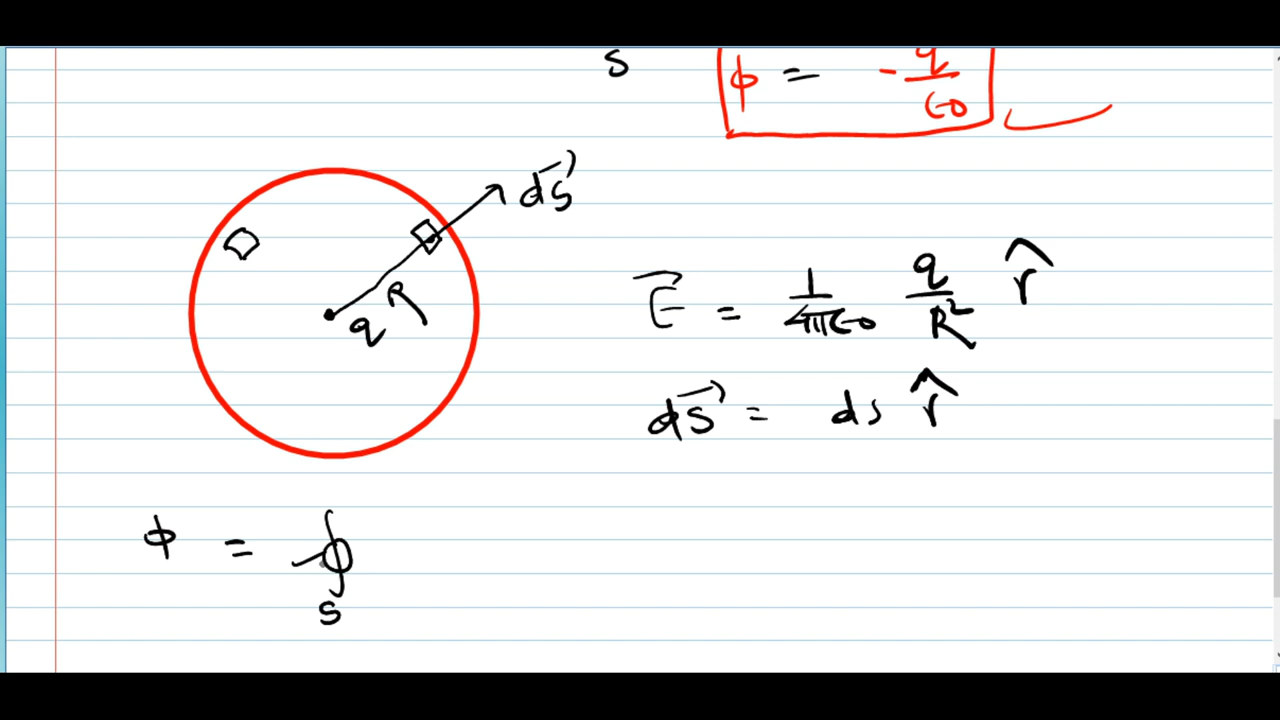 s
ϕ = - q/ϵ0
ds⃗
q R
E⃗ = 1/4πϵ0 q/R² r̂
ds⃗ = ds r̂
ϕ = ∮
s